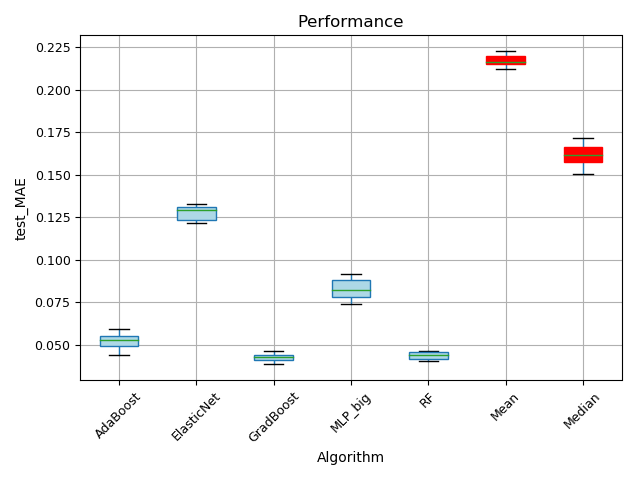 Performance
test_MAE
0.225
0.200
0.175
0.150
0.125
0.100
0.075
0.050
AdaBoost
ElasticNet
GradBoost
MLP_big
RF
Mean
Median
Algorithm